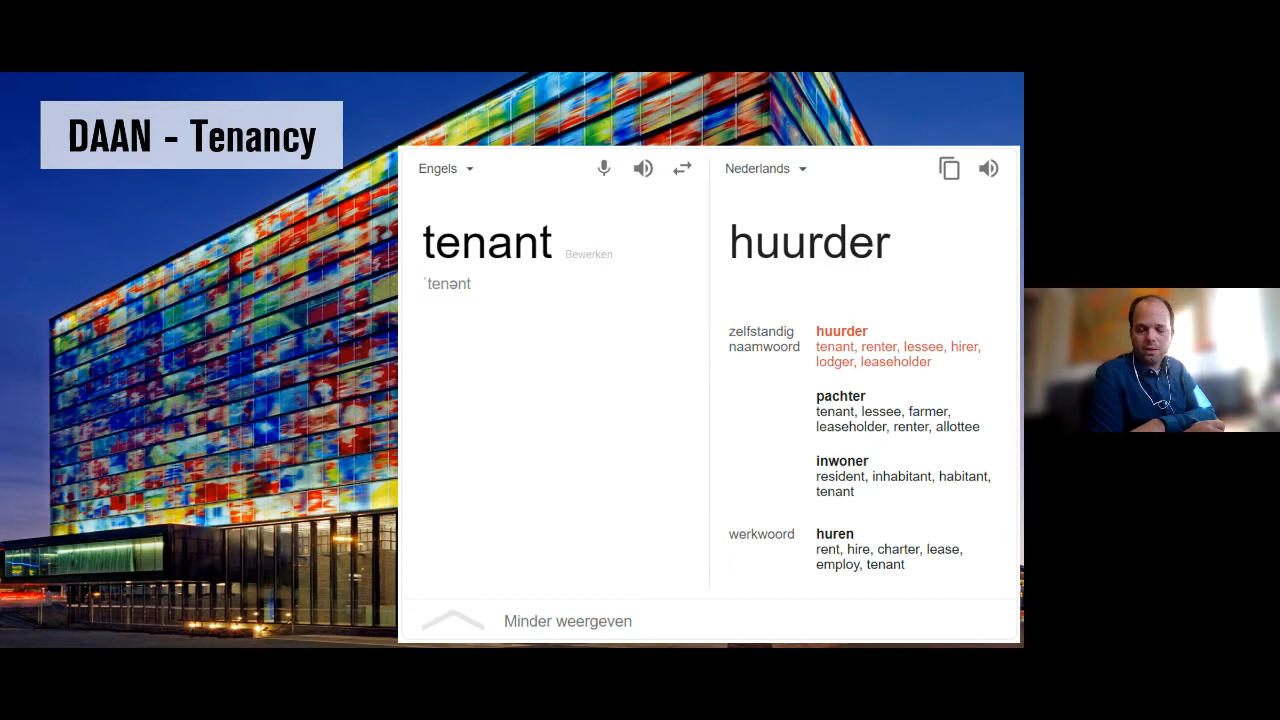 DAAN - Tenancy
Engels
Nederlands
tenant Bewerken
ˈtenənt
huurder
zelfstandig naamwoord
huurder
tenant, renter, lessee, hirer,
lodger, leaseholder
pachter
tenant, lessee, farmer,
leaseholder, renter, allottee
inwoner
resident, inhabitant, habitant,
tenant
werkwoord
huren
rent, hire, charter, lease,
employ, tenant
Minder weergeven